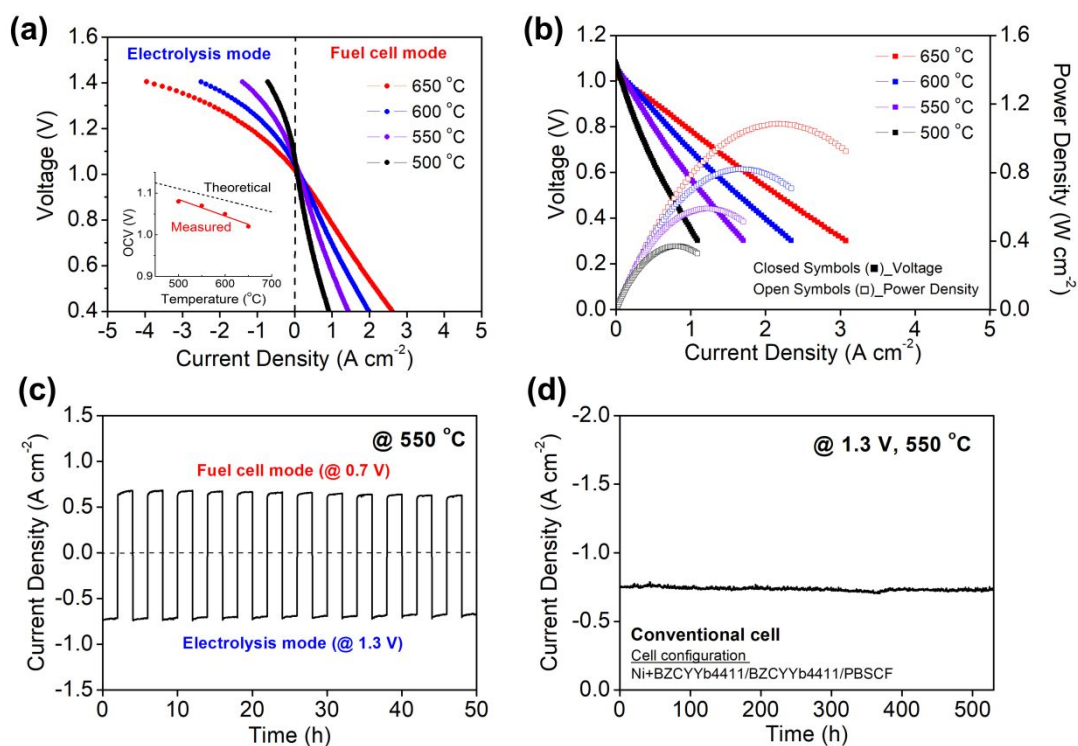 (a)
Electrolysis mode
Fuel cell mode
650 °C
600 °C
550 °C
500 °C
1.6
1.4
1.2
1.0
0.8
0.6
0.4
Voltage (V)
-5 -4 -3 -2 -1 0 1 2 3 4 5
Current Density (A cm⁻²)
Theoretical
Measured
1.1
1.0
0.9
OCV (V)
500 600 700
Temperature (°C)
(b)
650 °C
600 °C
550 °C
500 °C
1.2
1.0
0.8
0.6
0.4
0.2
0.0
Voltage (V)
1.6
1.2
0.8
0.4
0.0
Power Density (W cm⁻²)
Closed Symbols (■)_Voltage
Open Symbols (□)_Power Density
0 1 2 3 4 5
Current Density (A cm⁻²)
(c)
@ 550 °C
Fuel cell mode (@ 0.7 V)
Electrolysis mode (@ 1.3 V)
1.5
1.0
0.5
0.0
-0.5
-1.0
-1.5
Current Density (A cm⁻²)
0 10 20 30 40 50
Time (h)
(d)
@ 1.3 V, 550 °C
-2.0
-1.5
-1.0
-0.5
0.0
Current Density (A cm⁻²)
Conventional cell
Cell configuration
Ni+BZCYYb4411/BZCYYb4411/PBSCF
0 100 200 300 400 500
Time (h)